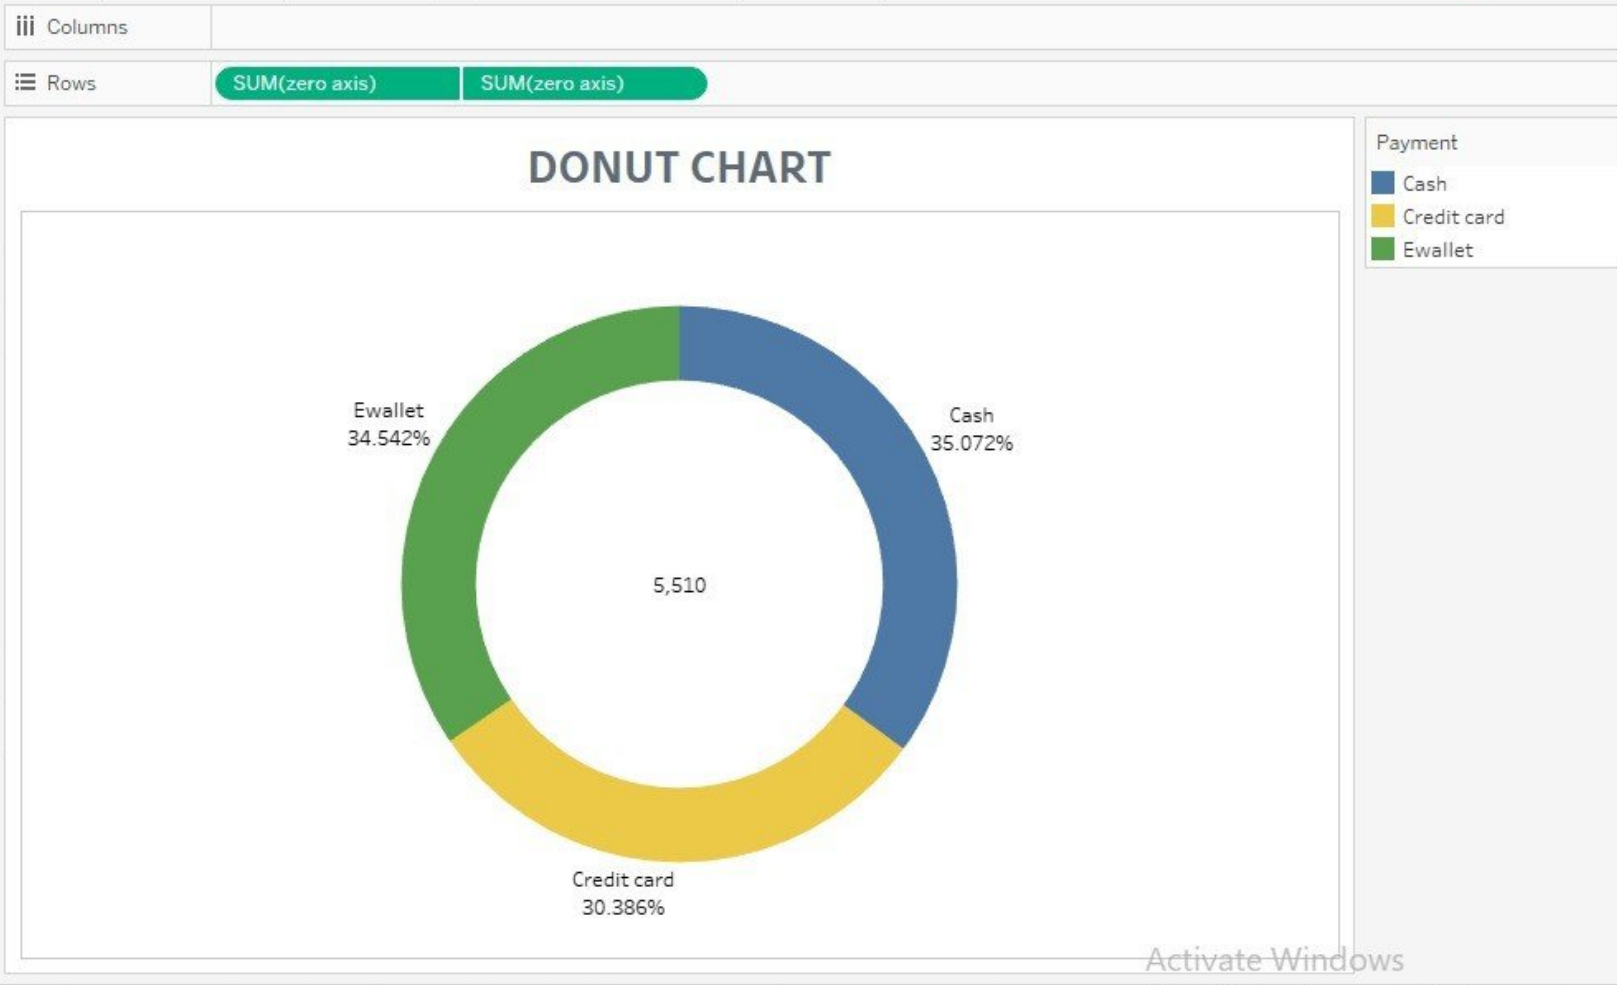 Columns
Rows
SUM(zero axis) SUM(zero axis)
DONUT CHART
Payment
Cash
Credit card
Ewallet
Ewallet
34.542%
Cash
35.072%
5,510
Credit card
30.386%
Activate Windows